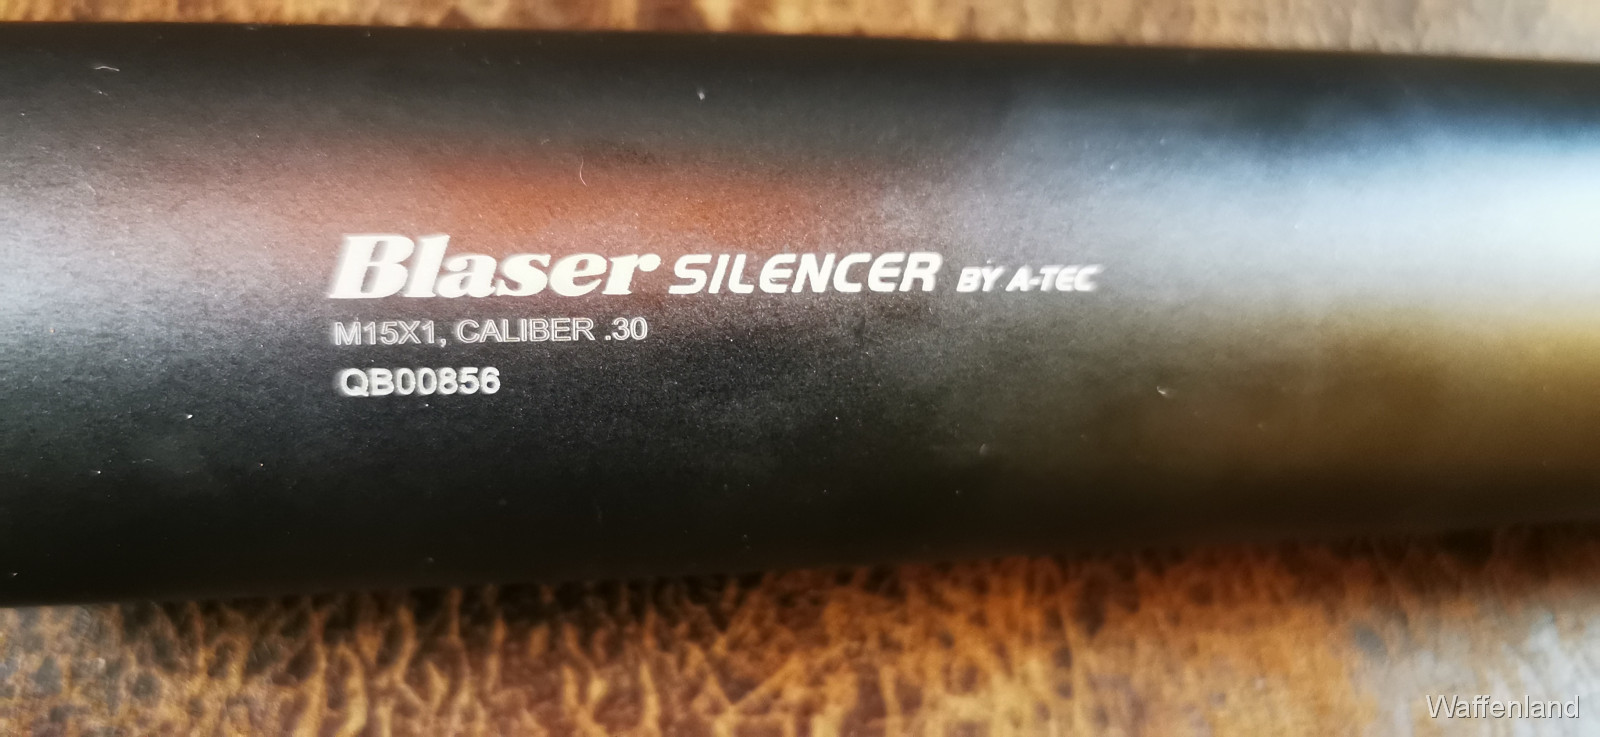 Blaser SILENCER BY A-TEC
M15X1, CALIBER .30
QB00856
Waffenland